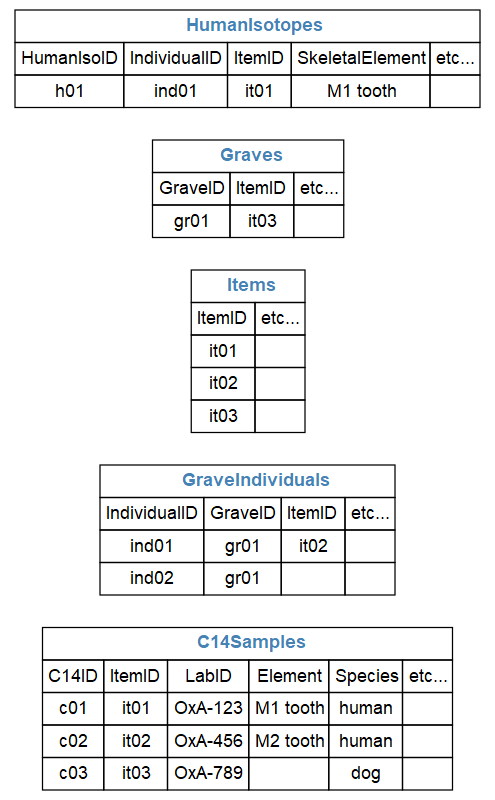 HumanIsotopes
HumanIsoID IndividualID ItemID SkeletalElement etc...
h01 ind01 it01 M1 tooth
Graves
GraveID ItemID etc...
gr01 it03
Items
ItemID etc...
it01
it02
it03
GraveIndividuals
IndividualID GraveID ItemID etc...
ind01 gr01 it02
ind02 gr01
C14Samples
C14ID ItemID LabID Element Species etc...
c01 it01 OxA-123 M1 tooth human
c02 it02 OxA-456 M2 tooth human
c03 it03 OxA-789 dog